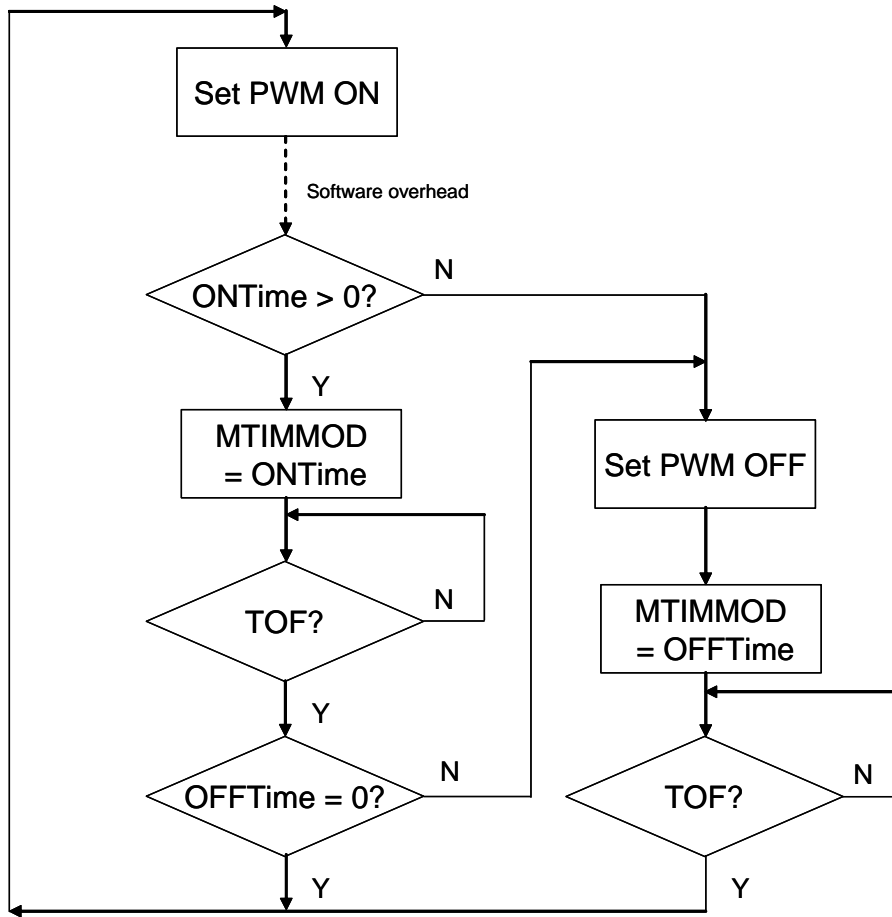 Set PWM ON
Software overhead
ONTime > 0?
N
Y
MTIMMOD
= ONTime
TOF?
N
Y
OFFTime = 0?
N
Y
Set PWM OFF
MTIMMOD
= OFFTime
TOF?
N
Y